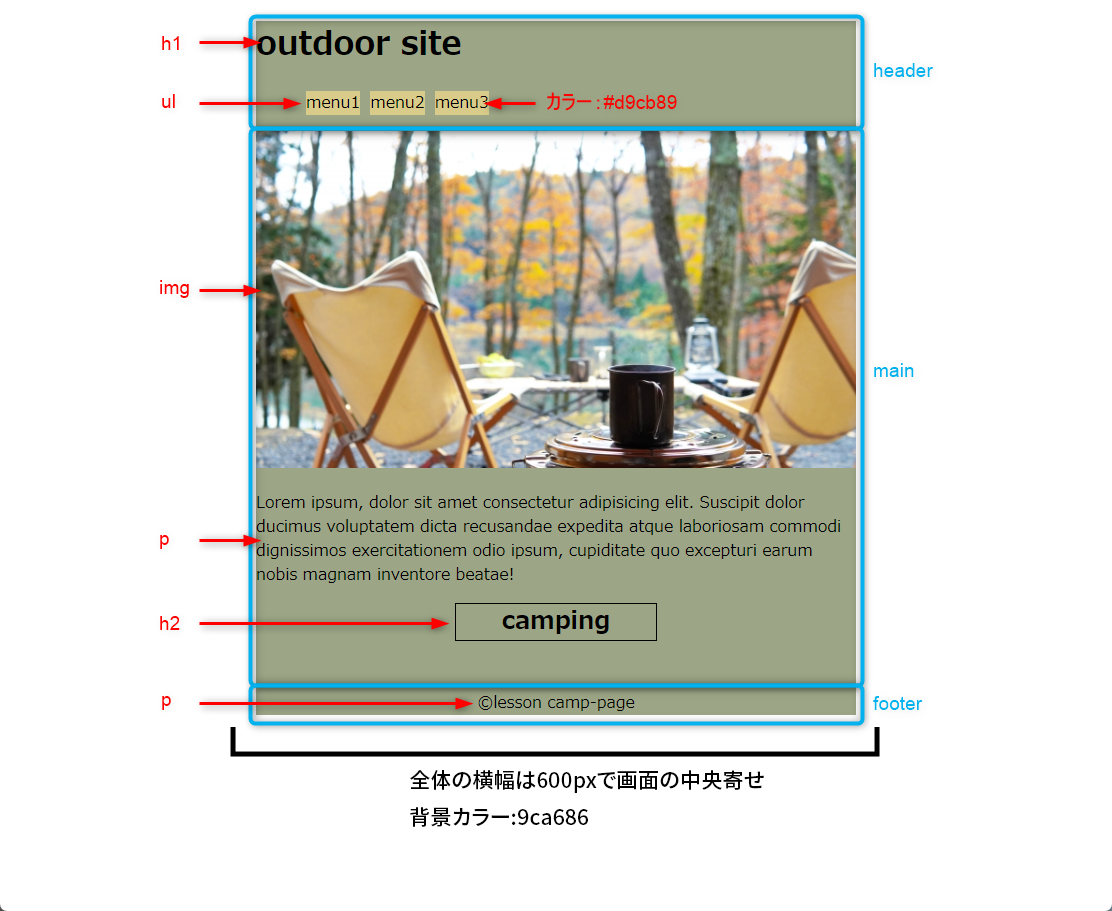 h1
outdoor site
header
ul
menu1 menu2 menu3
カラー：#d9cb89
img
main
Lorem ipsum, dolor sit amet consectetur adipisicing elit. Suscipit dolor
ducimus voluptatem dicta recusandae expedita atque laboriosam commodi
p
dignissimos exercitationem odio ipsum, cupiditate quo excepturi earum
nobis magnam inventore beatae!
h2
camping
p
©lesson camp-page
footer
全体の横幅は600pxで画面の中央寄せ
背景カラー:9ca686